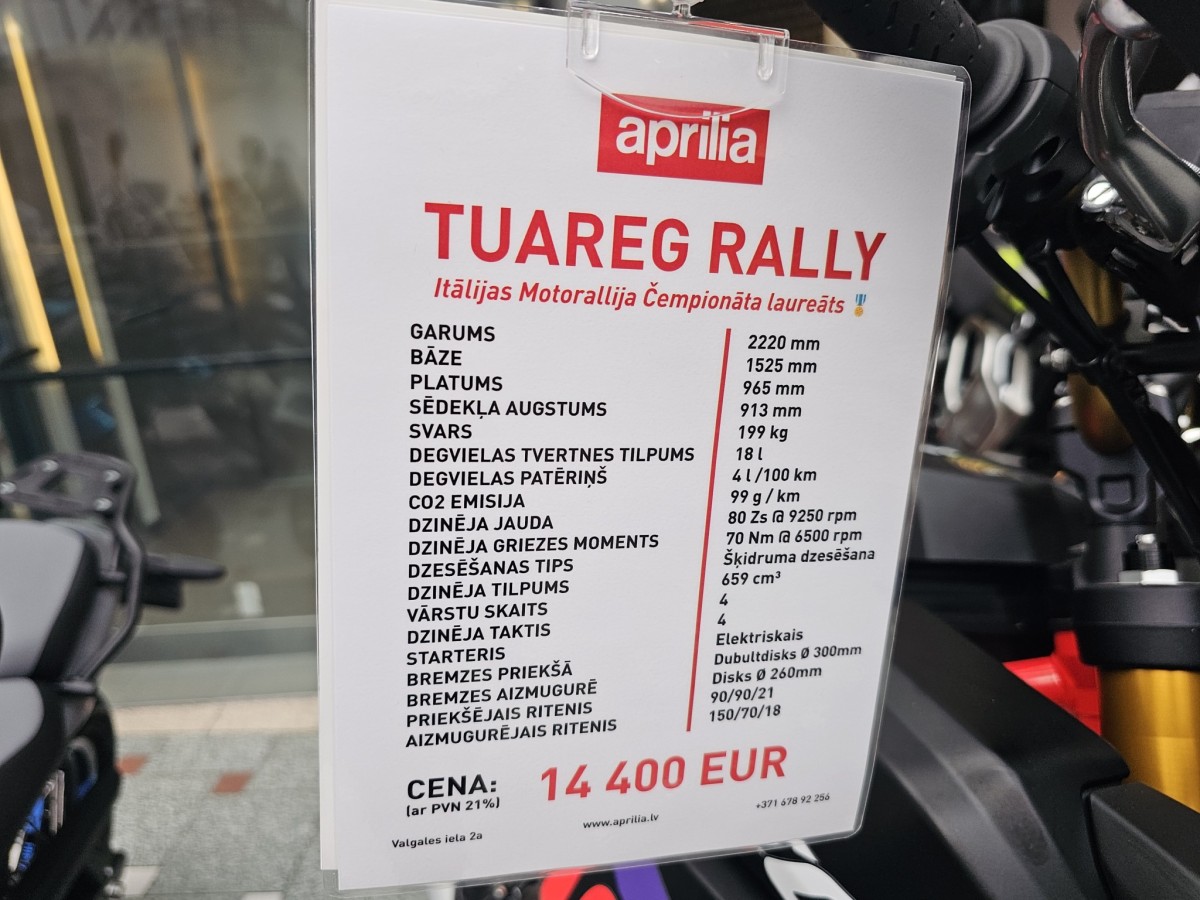 aprilia
TUAREG RALLY
Itālijas Motorallija Čempionāta laureāts
GARUMS 2220 mm
BĀZE 1525 mm
PLATUMS 965 mm
SĒDEKĻA AUGSTUMS 913 mm
SVARS 199 kg
DEGVIELAS TVERTNES TILPUMS 18 l
DEGVIELAS PATĒRIŅŠ 4 l /100 km
CO2 EMISIJA 99 g / km
DZINĒJA JAUDA 80 Zs @ 9250 rpm
DZINĒJA GRIEZES MOMENTS 70 Nm @ 6500 rpm
DZESĒŠANAS TIPS Šķidruma dzesēšana
DZINĒJA TILPUMS 659 cm³
VĀRSTU SKAITS 4
DZINĒJA TAKTIS 4
STARTERIS Elektriskais
BREMZES PRIEKŠĀ Dubultdisks Ø 300mm
BREMZES AIZMUGURĒ Disks Ø 260mm
PRIEKŠĒJAIS RITENIS 90/90/21
AIZMUGURĒJAIS RITENIS 150/70/18
CENA: 14 400 EUR
(ar PVN 21%)
Valgales iela 2a www.aprilia.lv +371 678 92 256